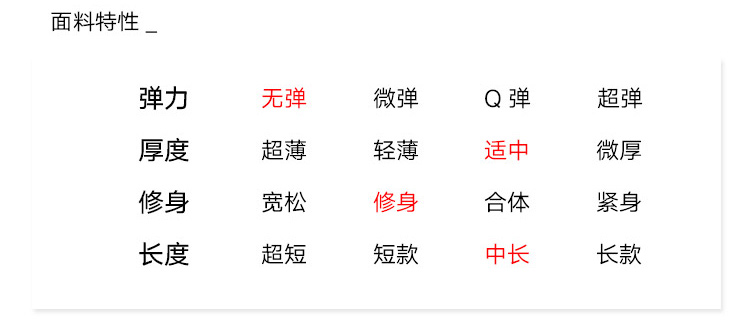 面料特性 _
弹力 无弹 微弹 Q 弹 超弹
厚度 超薄 轻薄 适中 微厚
修身 宽松 修身 合体 紧身
长度 超短 短款 中长 长款